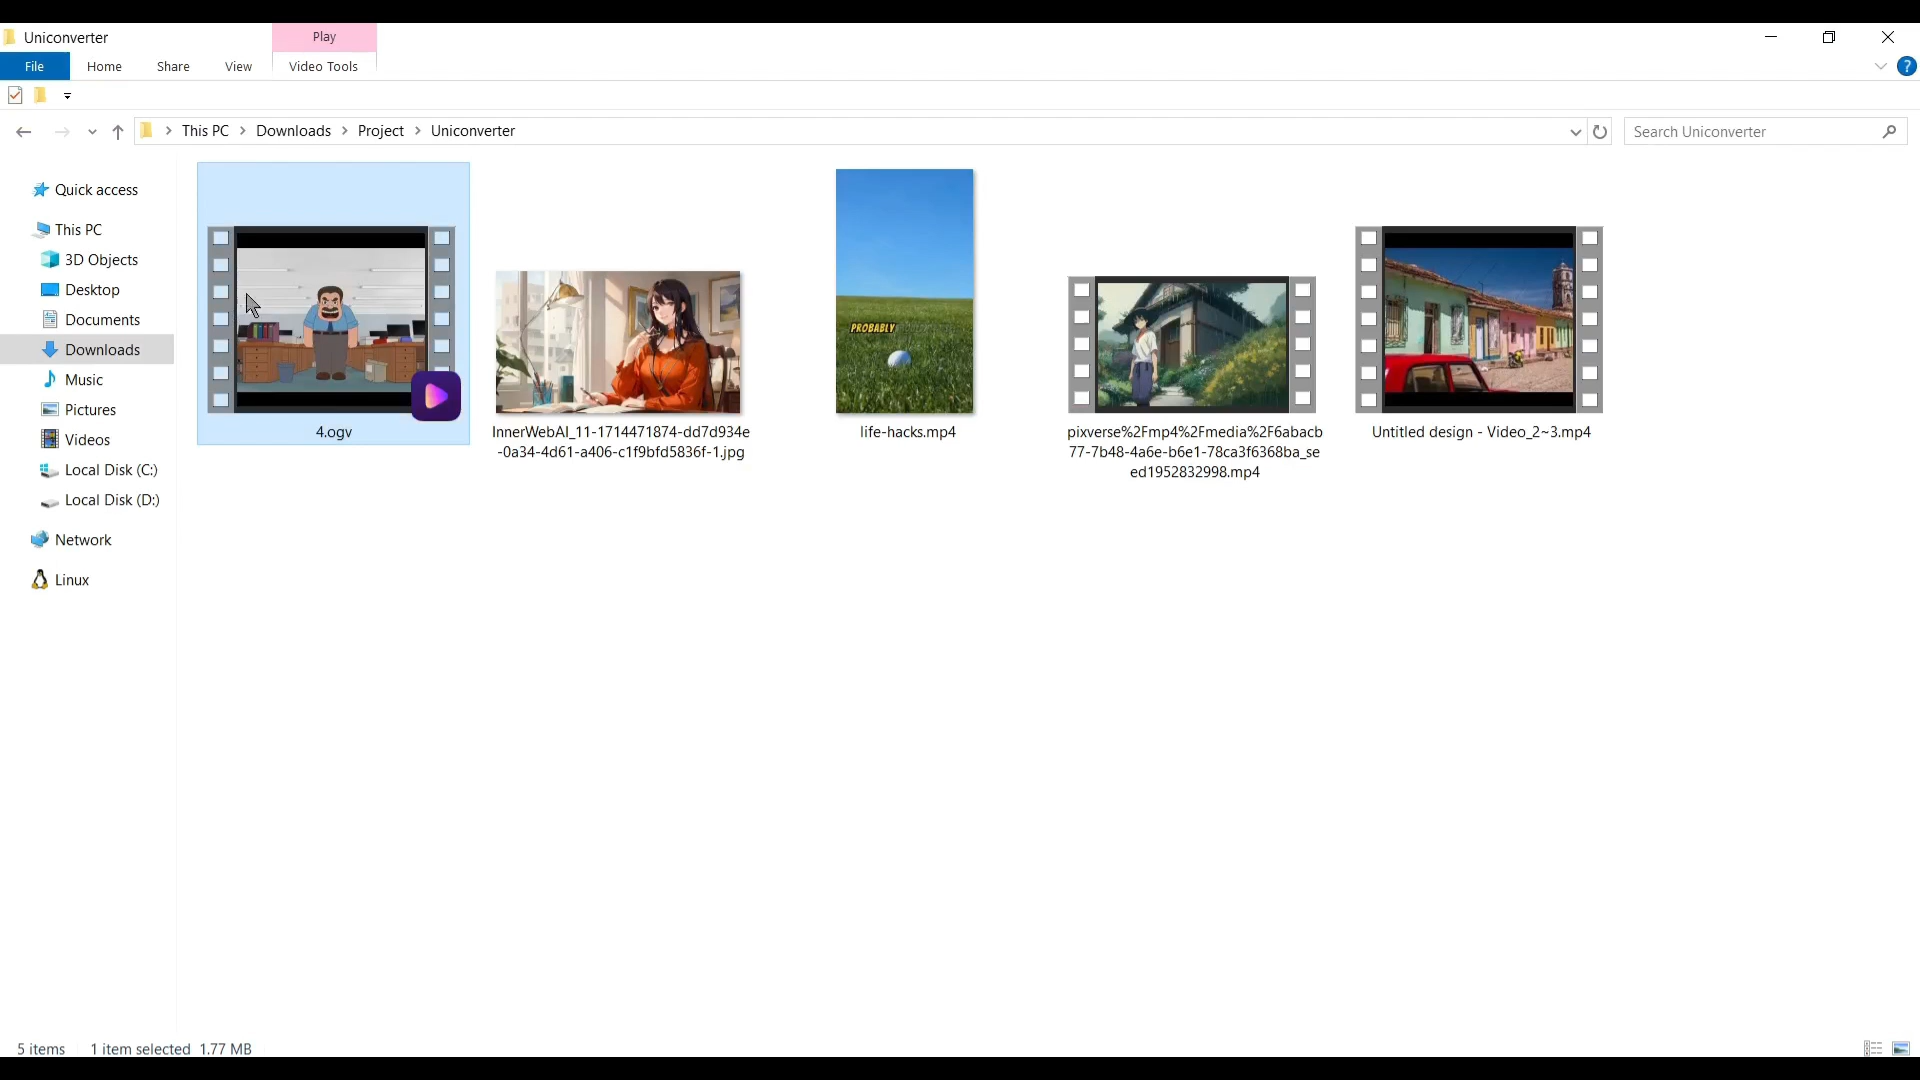 Uniconverter
Play
File
Home
Share
View
Video Tools
?
This PC
Downloads
Project
Uniconverter
Search Uniconverter
Quick access
This PC
3D Objects
Desktop
Documents
Downloads
Music
Pictures
Videos
Local Disk (C:)
Local Disk (D:)
Network
Linux
PROBABLY
4.ogv
InnerWebAI_11-1714471874-dd7d934e
-0a34-4d61-a406-c1f9bfd5836f-1.jpg
life-hacks.mp4
pixverse%2Fmp4%2Fmedia%2F6abacb
77-7b48-4a6e-b6e1-78ca3f6368ba_se
ed1952832998.mp4
Untitled design - Video_2~3.mp4
5 items
1 item selected 1.77 MB